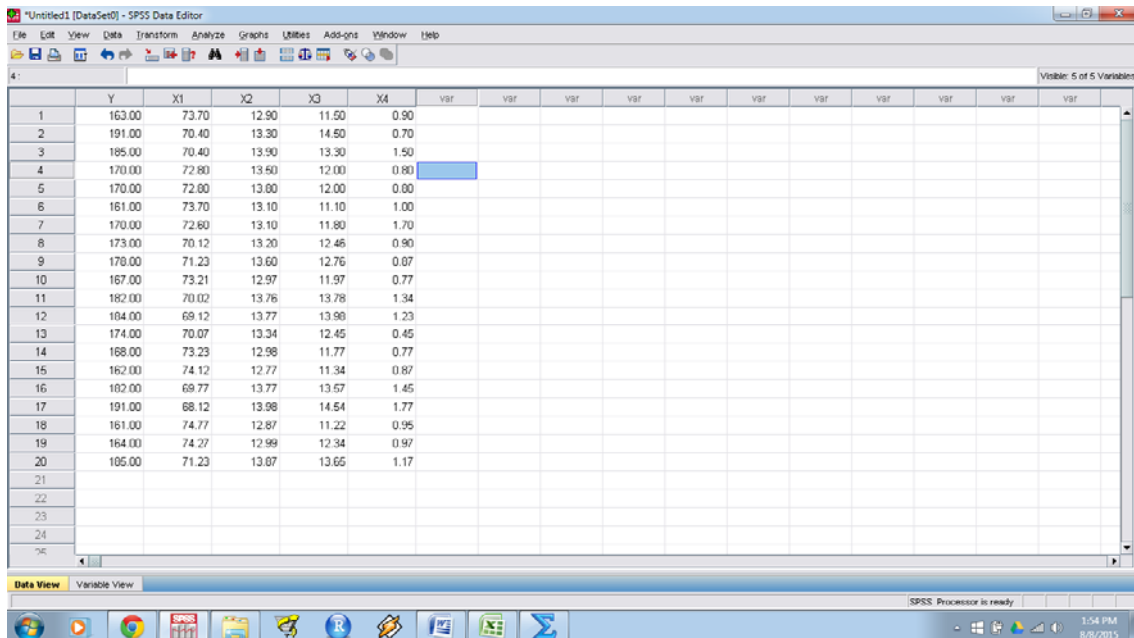 *Untitled1 [DataSet0] - SPSS Data Editor
File Edit View Data Transform Analyze Graphs Utilities Add-ons Window Help
4 : Visible: 5 of 5 Variables
Y X1 X2 X3 X4 var var var var var var var var var var var
1 163.00 73.70 12.90 11.50 0.90
2 191.00 70.40 13.30 14.50 0.70
3 185.00 70.40 13.90 13.30 1.50
4 170.00 72.80 13.50 12.00 0.80
5 170.00 72.80 13.80 12.00 0.80
6 161.00 73.70 13.10 11.10 1.00
7 170.00 72.60 13.10 11.80 1.70
8 173.00 70.12 13.20 12.46 0.90
9 178.00 71.23 13.60 12.76 0.87
10 167.00 73.21 12.97 11.97 0.77
11 182.00 70.02 13.76 13.78 1.34
12 184.00 69.12 13.77 13.98 1.23
13 174.00 70.07 13.34 12.45 0.45
14 168.00 73.23 12.98 11.77 0.77
15 162.00 74.12 12.77 11.34 0.87
16 182.00 69.77 13.77 13.57 1.45
17 191.00 68.12 13.98 14.54 1.77
18 161.00 74.77 12.87 11.22 0.95
19 164.00 74.27 12.99 12.34 0.97
20 185.00 71.23 13.87 13.65 1.17
21
22
23
24
25
Data View Variable View
SPSS Processor is ready
SPSS
R
1:54 PM
8/8/2015